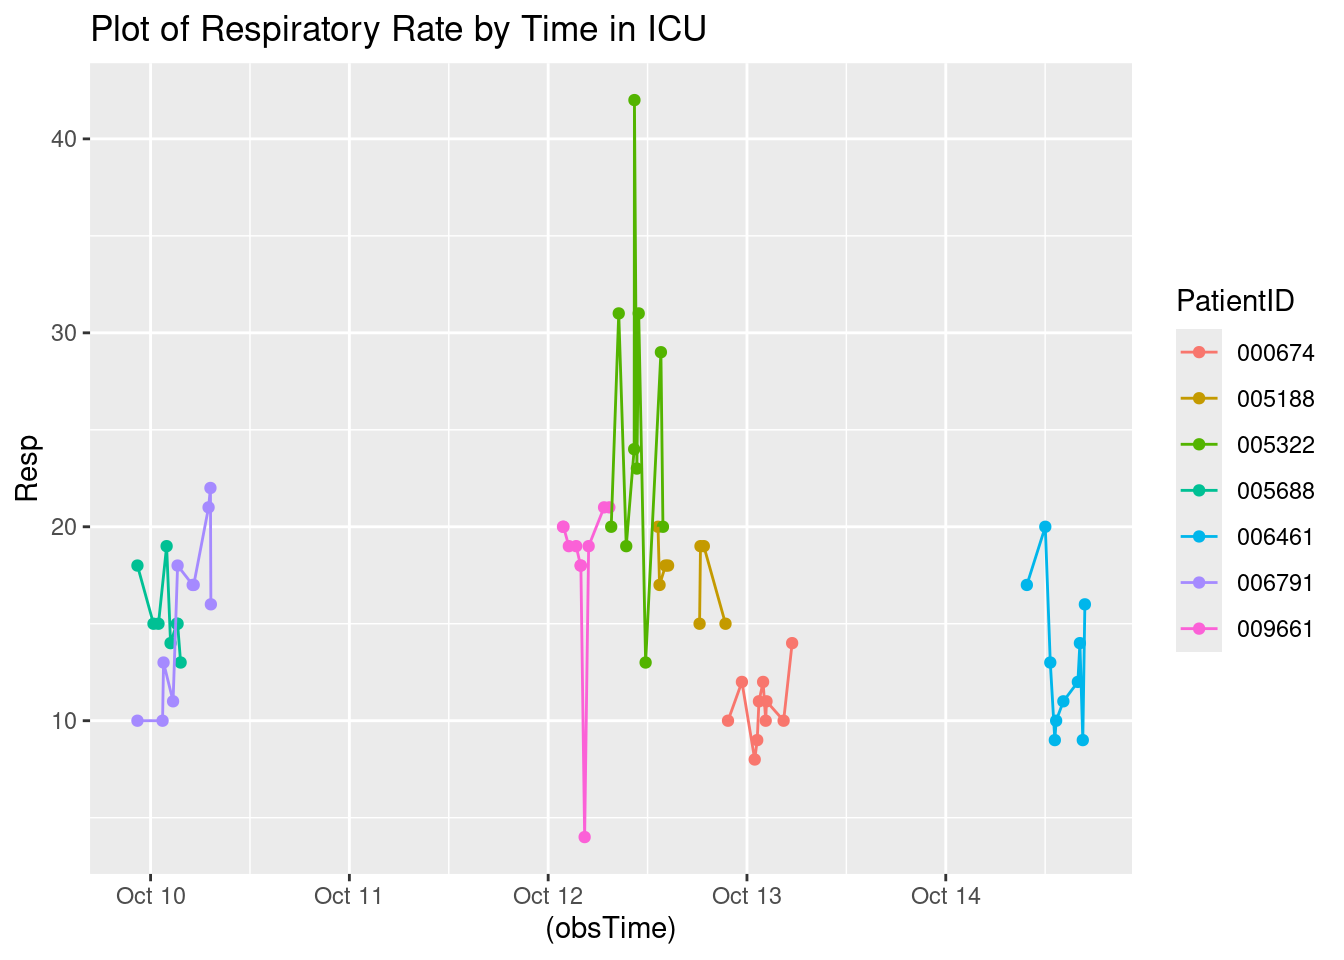 Plot of Respiratory Rate by Time in ICU
40
30
20
10
Resp
Oct 10
Oct 11
Oct 12
Oct 13
Oct 14
(obsTime)
PatientID
000674
005188
005322
005688
006461
006791
009661